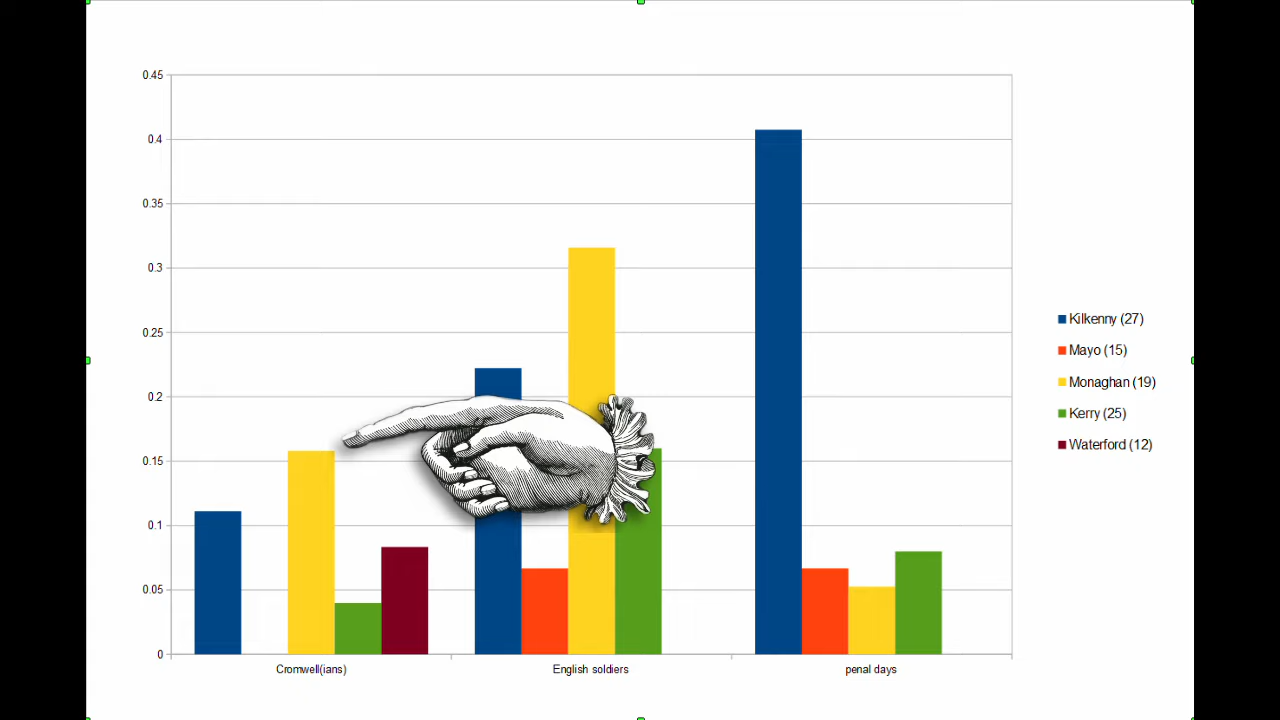 0.45
0.4
0.35
0.3
0.25
0.2
0.15
0.1
0.05
0
Cromwell(ians)
English soldiers
penal days
Kilkenny (27)
Mayo (15)
Monaghan (19)
Kerry (25)
Waterford (12)